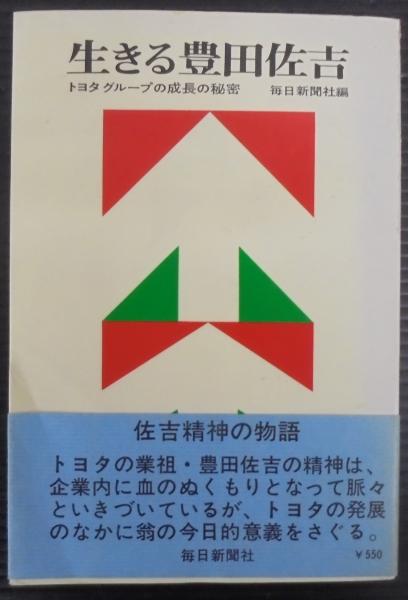 生きる豊田佐吉
トヨタグループの成長の秘密　毎日新聞社編
佐吉精神の物語
トヨタの業祖・豊田佐吉の精神は、
企業内に血のぬくもりとなって脈々
といきづいているが、トヨタの発展
のなかに翁の今日的意義をさぐる。
毎日新聞社　￥550